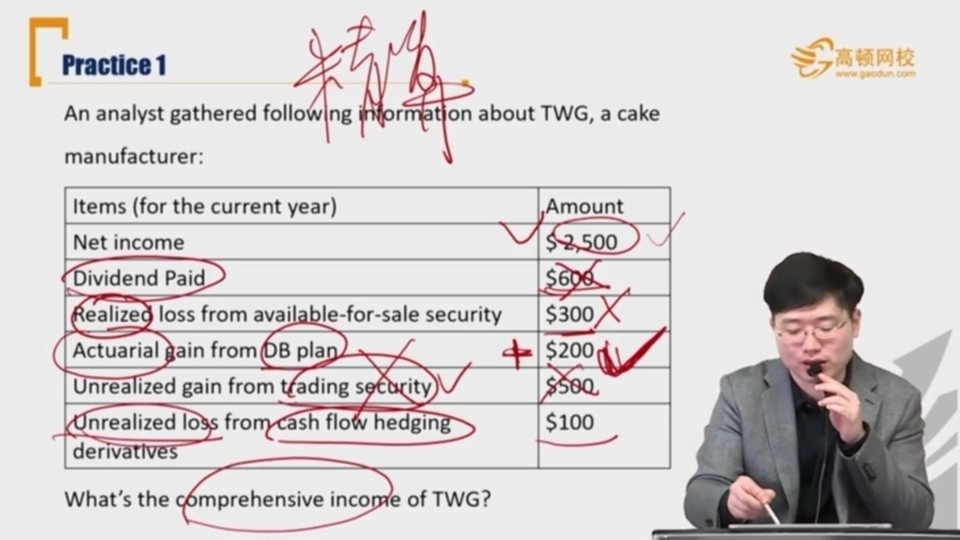 Practice 1
高顿网校
www.gaodun.com
精算
An analyst gathered following information about TWG, a cake
manufacturer:
Items (for the current year) Amount
Net income $ 2,500
Dividend Paid $600
Realized loss from available-for-sale security $300
Actuarial gain from DB plan + $200
Unrealized gain from trading security $500
Unrealized loss from cash flow hedging $100
derivatives
What's the comprehensive income of TWG?